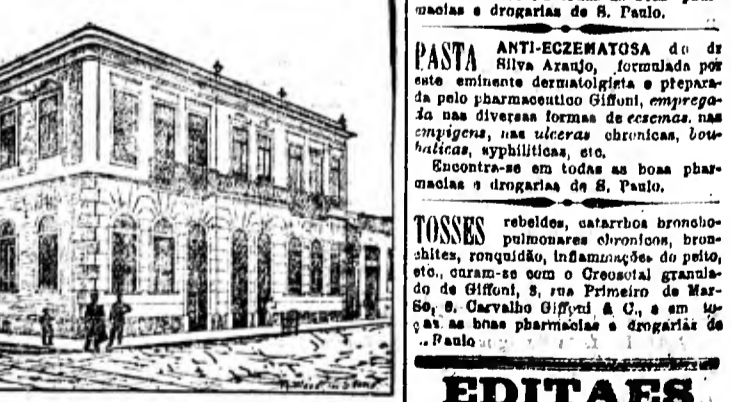 macias e drogarias de S. Paulo.
PASTA ANTI-ECZEMATOSA do dr
Silva Araujo, formulada por
este eminente dermatolgista e prepara-
da pelo pharmaceutico Giffoni, emprega-
da nas diversas formas de eczemas, nas
empigens, nas ulceras chronicas, bou-
baticas, syphiliticas, etc.
Encontra-se em todas as boas phar-
macias e drogarias de S. Paulo.
TOSSES rebeldes, catarrhos broncho-
pulmonares chronicos, bron-
chites, ronquidão, inflammações do peito,
etc., curam-se com o Creosotal granula-
do de Giffoni, 8, rua Primeiro de Mar-
ço, 8. Carvalho Giffoni & C., e em to-
as boas pharmacias e drogarias de
Paulo
EDITAES